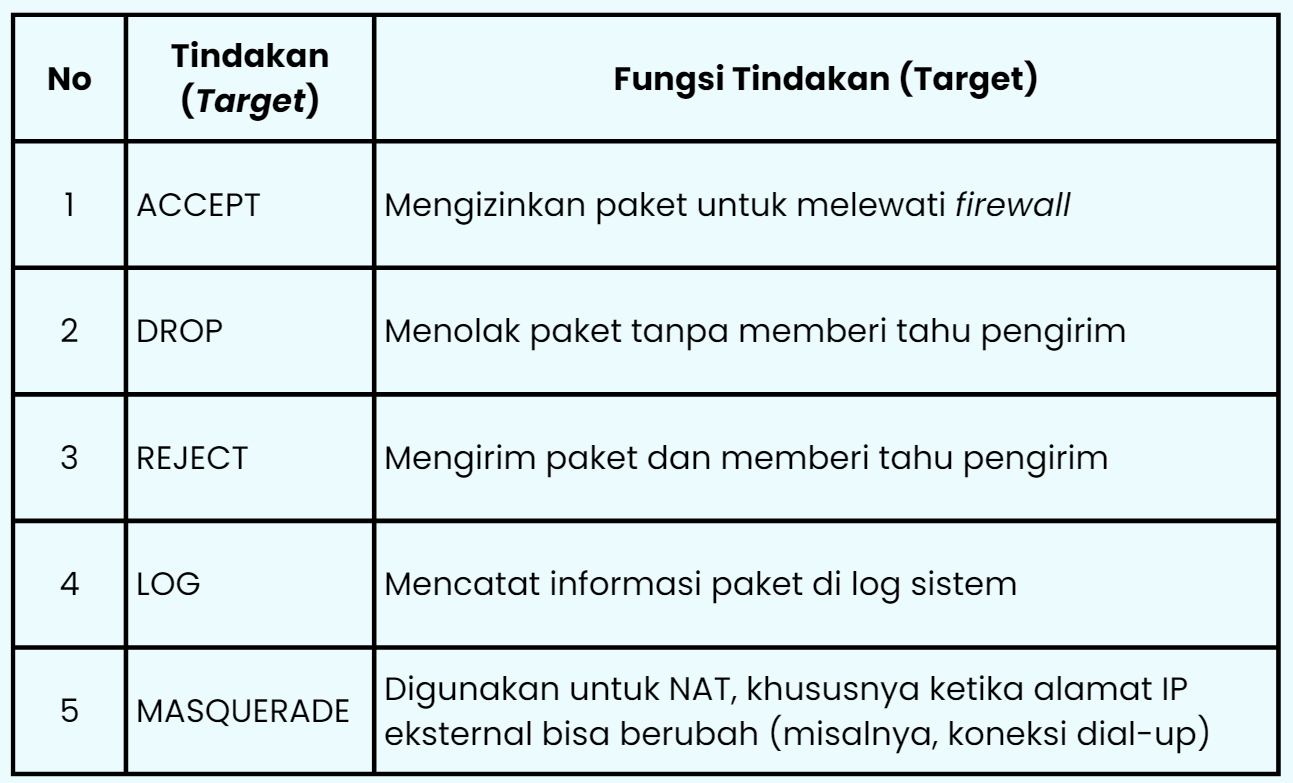 No
Tindakan
(Target)
Fungsi Tindakan (Target)
1
ACCEPT
Mengizinkan paket untuk melewati firewall
2
DROP
Menolak paket tanpa memberi tahu pengirim
3
REJECT
Mengirim paket dan memberi tahu pengirim
4
LOG
Mencatat informasi paket di log sistem
5
MASQUERADE
Digunakan untuk NAT, khususnya ketika alamat IP
eksternal bisa berubah (misalnya, koneksi dial-up)